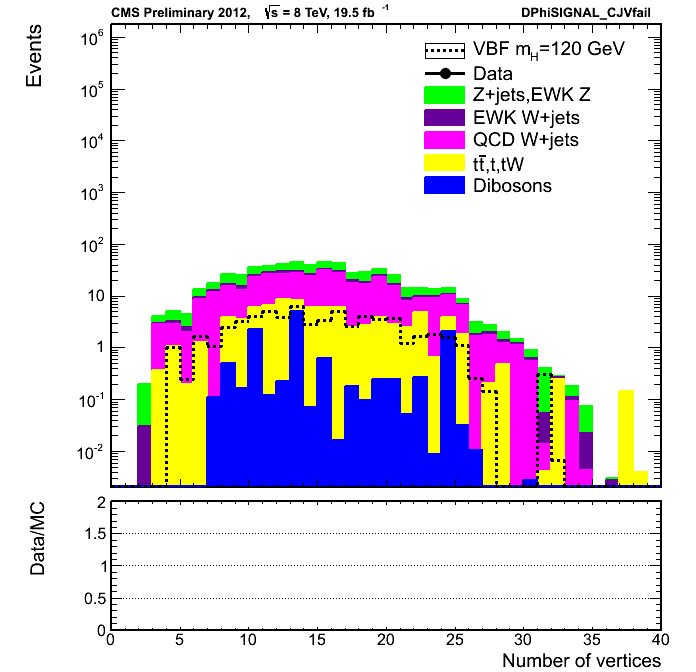 CMS Preliminary 2012, √s = 8 TeV, 19.5 fb⁻¹ DPhiSIGNAL_CJVfail
Events
10⁶
10⁵
10⁴
10³
10²
10
1
10⁻¹
10⁻²
VBF m_H=120 GeV
Data
Z+jets,EWK Z
EWK W+jets
QCD W+jets
tt̄,t,tW
Dibosons
Data/MC
2
1.5
1
0.5
0
0 5 10 15 20 25 30 35 40
Number of vertices